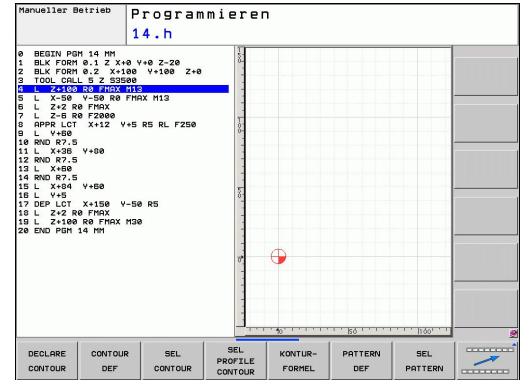 Manueller Betrieb
Programmieren
14.h
0 BEGIN PGM 14 MM
1 BLK FORM 0.1 Z X+0 Y+0 Z-20
2 BLK FORM 0.2 X+100 Y+100 Z+0
3 TOOL CALL 5 Z S3500
4 L Z+100 R0 FMAX M13
5 L X-50 Y-50 R0 FMAX M13
6 L Z+2 R0 FMAX
7 L Z-6 R0 F2000
8 APPR LCT X+12 Y+5 R5 RL F250
9 L Y+60
10 RND R7.5
11 L X+36 Y+80
12 RND R7.5
13 L X+60
14 RND R7.5
15 L X+84 Y+60
16 L Y+5
17 DEP LCT X+150 Y-50 R5
18 L Z+2 R0 FMAX
19 L Z+100 R0 FMAX M30
20 END PGM 14 MM
0
50
100
DECLARE CONTOUR
CONTOUR DEF
SEL CONTOUR
SEL PROFILE CONTOUR
KONTUR- FORMEL
PATTERN DEF
SEL PATTERN